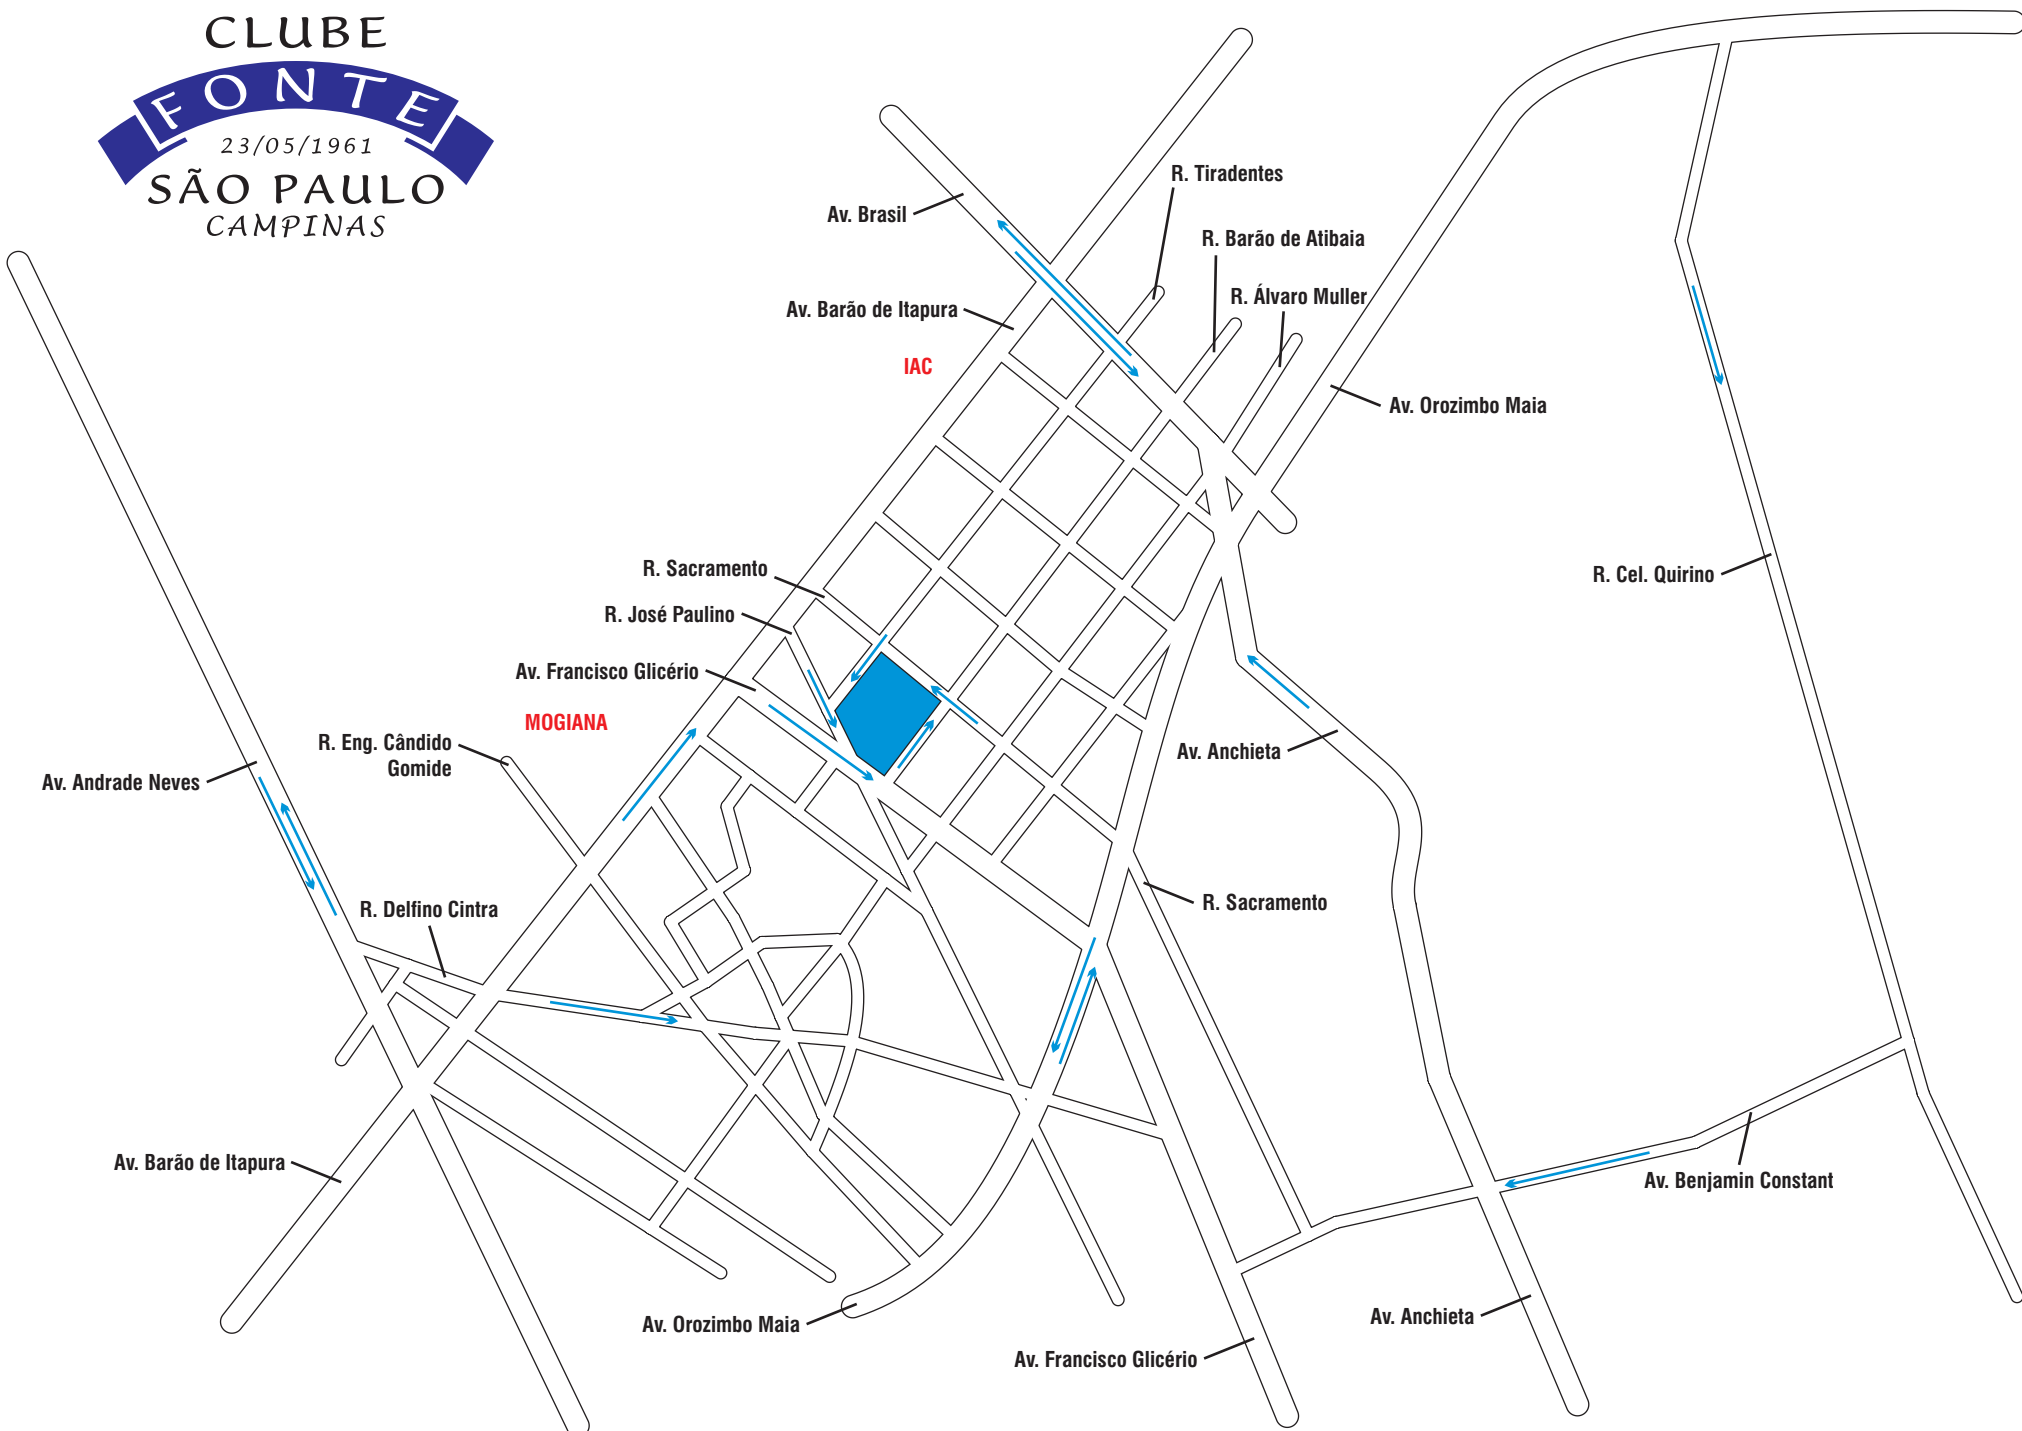 CLUBE
FONTE
23/05/1961
SÃO PAULO
CAMPINAS
R. Tiradentes
Av. Brasil
R. Barão de Atibaia
R. Álvaro Muller
Av. Barão de Itapura
IAC
Av. Orozimbo Maia
R. Sacramento
R. Cel. Quirino
R. José Paulino
Av. Francisco Glicério
MOGIANA
R. Eng. Cândido
Gomide
Av. Anchieta
Av. Andrade Neves
R. Delfino Cintra
R. Sacramento
Av. Barão de Itapura
Av. Benjamin Constant
Av. Orozimbo Maia
Av. Anchieta
Av. Francisco Glicério